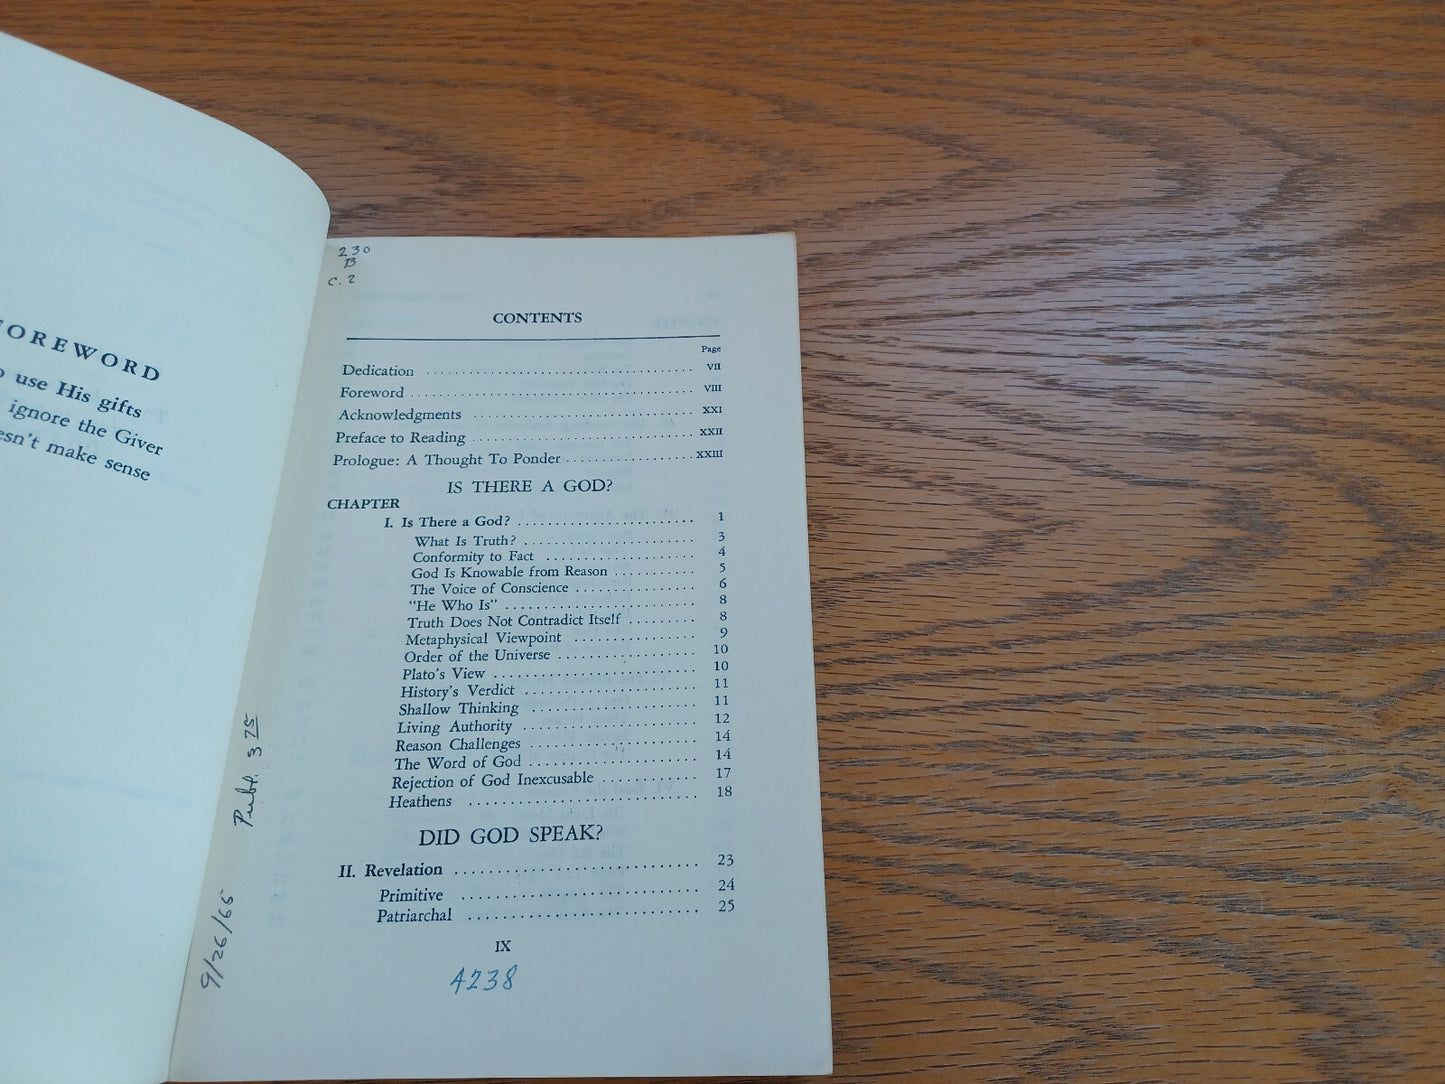 FOREWORD
use His gifts
ignore the Giver
make sense
230
B
C. 2
CONTENTS
Page
Dedication VII
Foreword VIII
Acknowledgments XXI
Preface to Reading XXII
Prologue: A Thought To Ponder XXIII
IS THERE A GOD?
CHAPTER
I. Is There a God? 1
What Is Truth? 3
Conformity to Fact 4
God Is Knowable from Reason 5
The Voice of Conscience 6
"He Who Is" 8
Truth Does Not Contradict Itself 8
Metaphysical Viewpoint 9
Order of the Universe 10
Plato's View 10
History's Verdict 11
Shallow Thinking 11
Living Authority 12
Reason Challenges 14
The Word of God 14
Rejection of God Inexcusable 17
Heathens 18
DID GOD SPEAK?
II. Revelation 23
Primitive 24
Patriarchal 25
IX
4238
9/26/65 Publ. 3 75